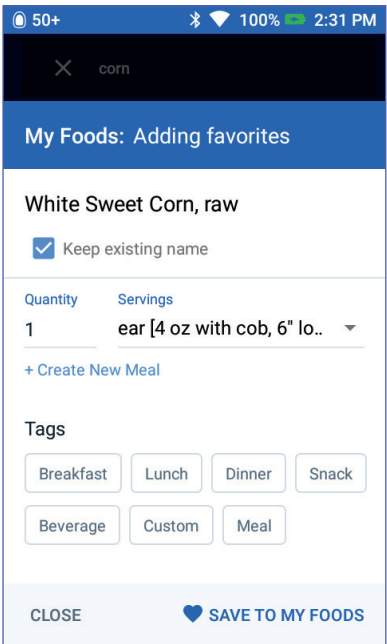 50+ 100% 2:31 PM
corn
My Foods: Adding favorites
White Sweet Corn, raw
Keep existing name
Quantity Servings
1 ear [4 oz with cob, 6" lo..
+ Create New Meal
Tags
Breakfast Lunch Dinner Snack
Beverage Custom Meal
CLOSE SAVE TO MY FOODS